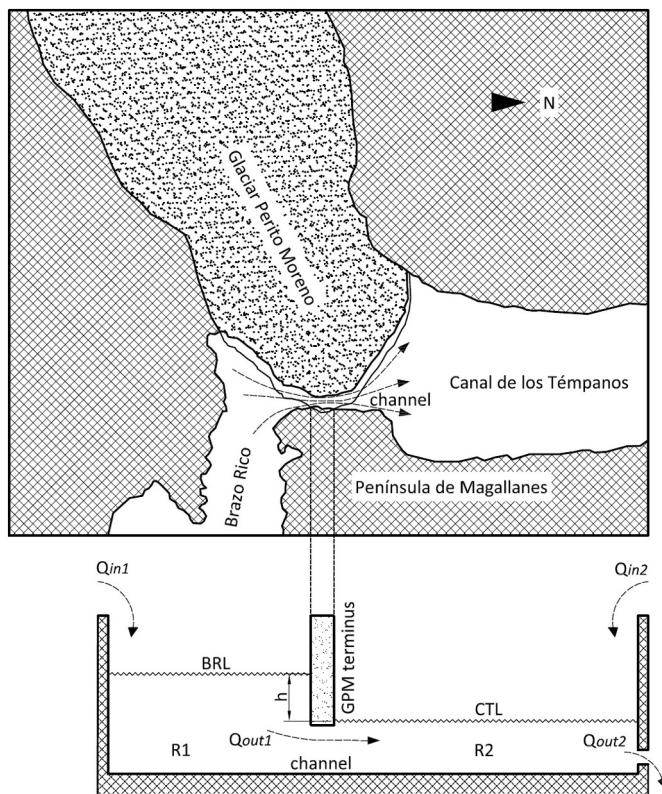 N
Glaciar Perito Moreno
Canal de los Témpanos
channel
Brazo Rico
Península de Magallanes
Qin1
Qin2
GPM terminus
BRL
h
CTL
Qout1
Qout2
R1
R2
channel